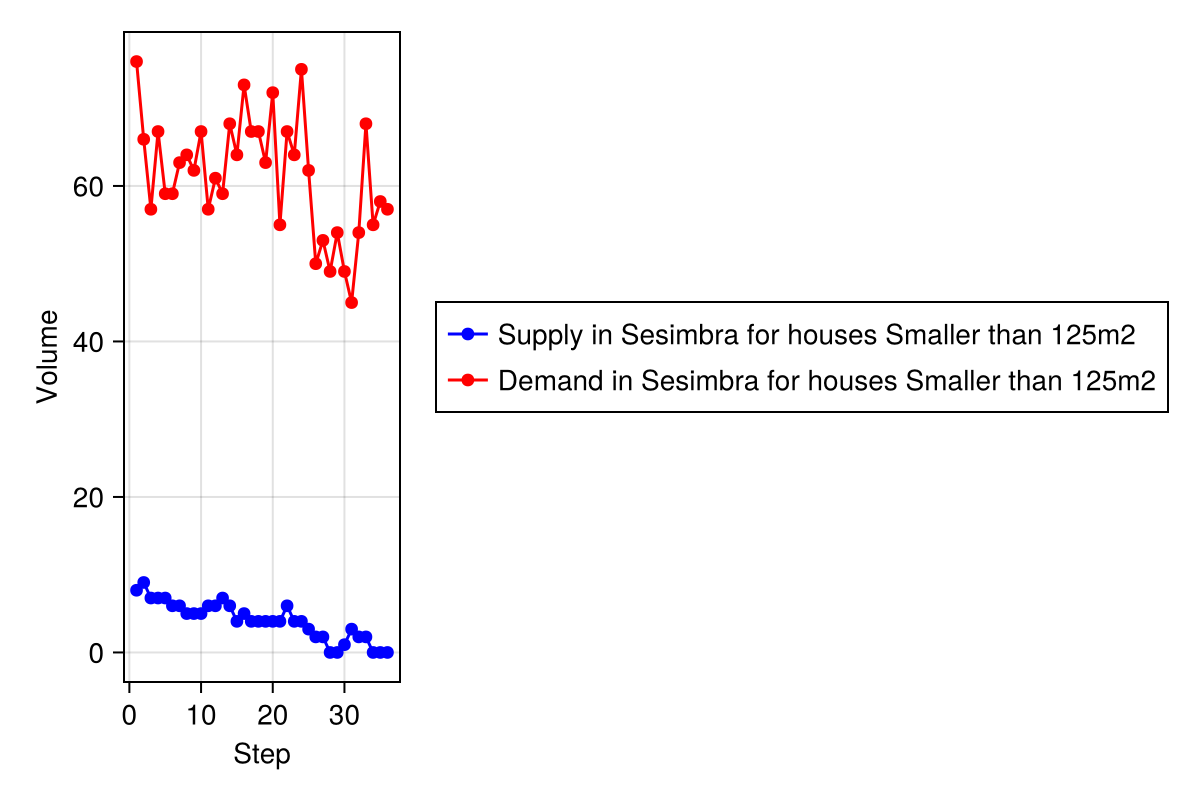 Volume
60
40
20
0
0 10 20 30
Step
Supply in Sesimbra for houses Smaller than 125m2
Demand in Sesimbra for houses Smaller than 125m2